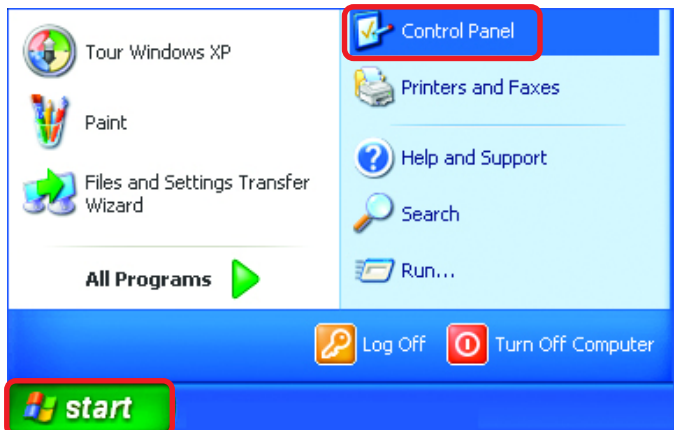 Tour Windows XP
Paint
Files and Settings Transfer
Wizard
All Programs
Control Panel
Printers and Faxes
Help and Support
Search
Run...
Log Off
Turn Off Computer
start